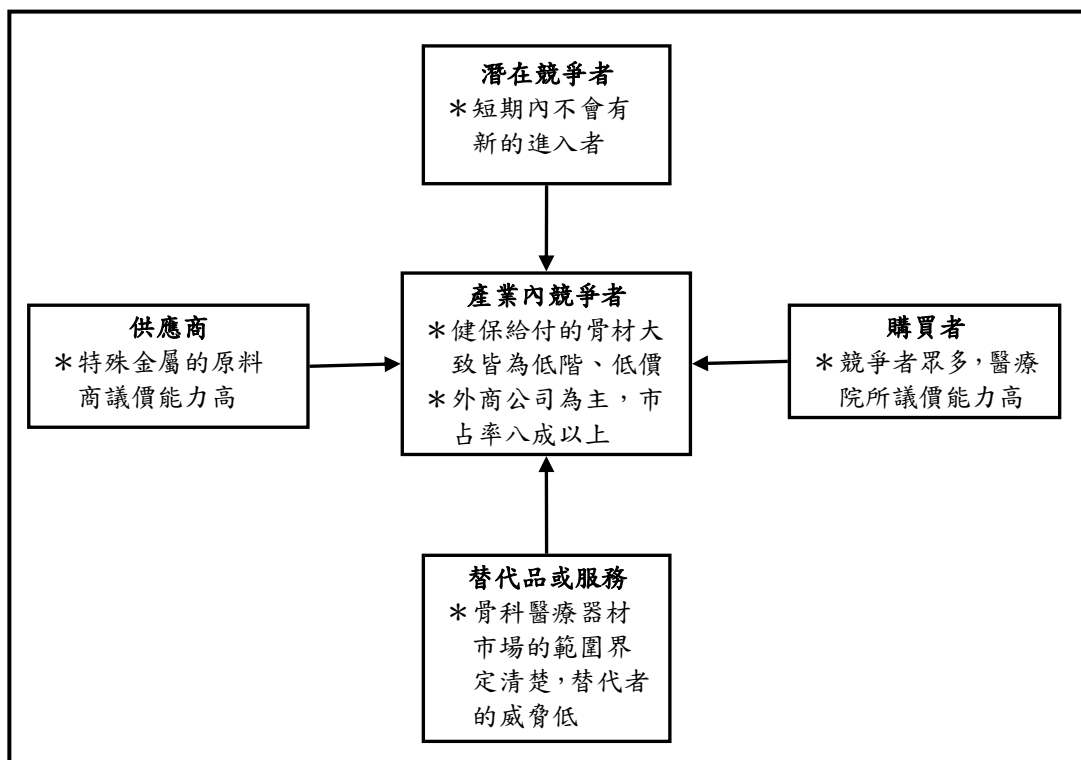 潛在競爭者
＊短期內不會有
新的進入者
供應商
＊特殊金屬的原料
商議價能力高
產業內競爭者
＊健保給付的骨材大
致皆為低階、低價
＊外商公司為主，市
占率八成以上
購買者
＊競爭者眾多，醫療
院所議價能力高
替代品或服務
＊骨科醫療器材
市場的範圍界
定清楚，替代者
的威脅低